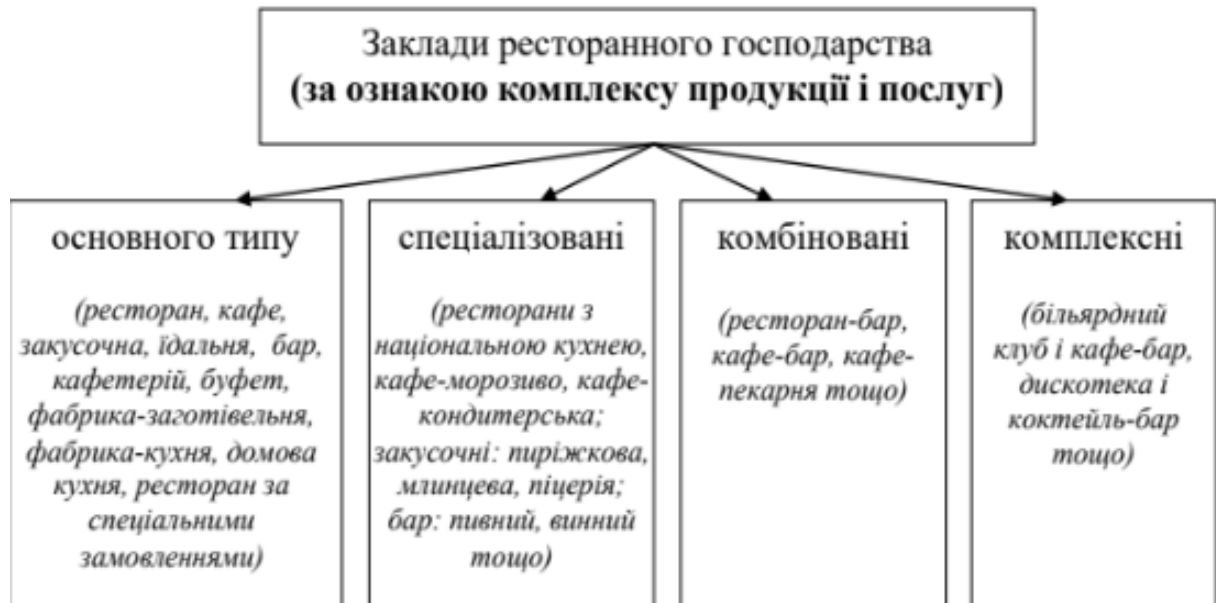 Заклади ресторанного господарства
(за ознакою комплексу продукції і послуг)
основного типу
(ресторан, кафе,
закусочна, їдальня, бар,
кафетерій, буфет,
фабрика-заготівельня,
фабрика-кухня, домова
кухня, ресторан за
спеціальними
замовленнями)
спеціалізовані
(ресторани з
національною кухнею,
кафе-морозиво, кафе-
кондитерська;
закусочні: пиріжкова,
млинцева, піцерія;
бар: пивний, винний
тощо)
комбіновані
(ресторан-бар,
кафе-бар, кафе-
пекарня тощо)
комплексні
(більярдний
клуб і кафе-бар,
дискотека і
коктейль-бар
тощо)